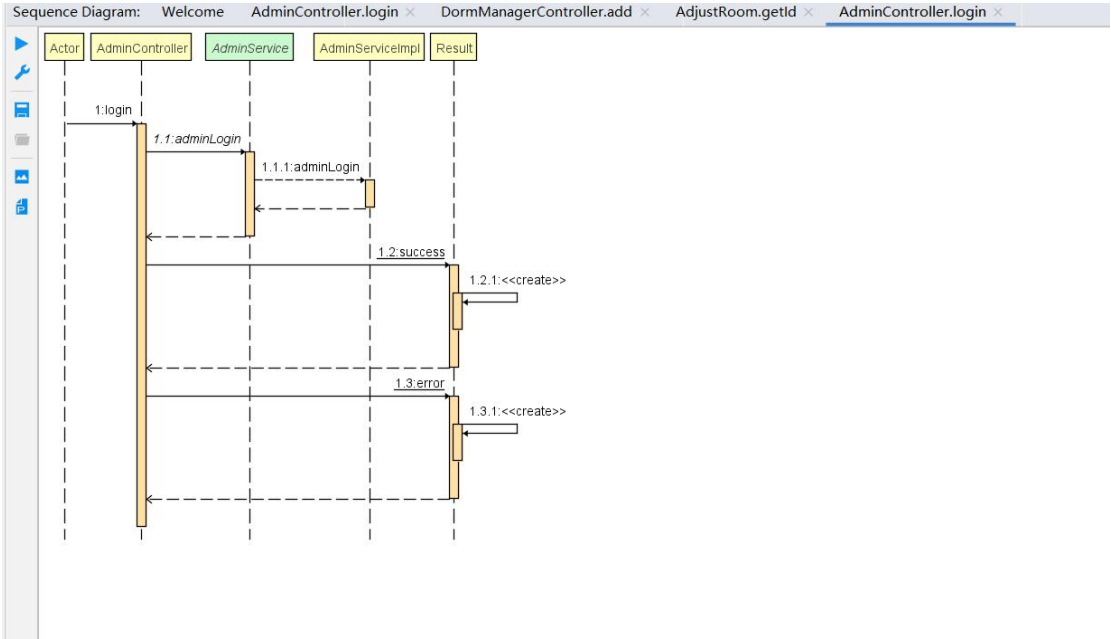 Sequence Diagram: Welcome AdminController.login × DormManagerController.add × AdjustRoom.getId × AdminController.login ×
Actor AdminController AdminService AdminServiceImpl Result
1:login
1.1:adminLogin
1.1.1:adminLogin
1.2:success
1.2.1:<<create>>
1.3:error
1.3.1:<<create>>